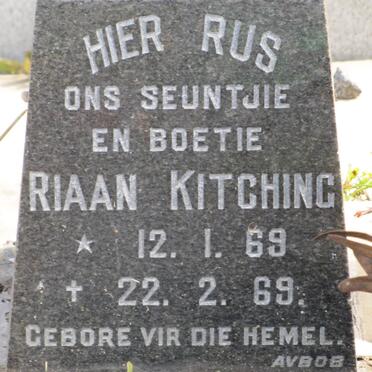 HIER RUS
ONS SEUNTJIE
EN BOETIE
RIAAN KITCHING
★ 12. 1. 69
✝ 22. 2. 69.
GEBORE VIR DIE HEMEL.
AVBOB